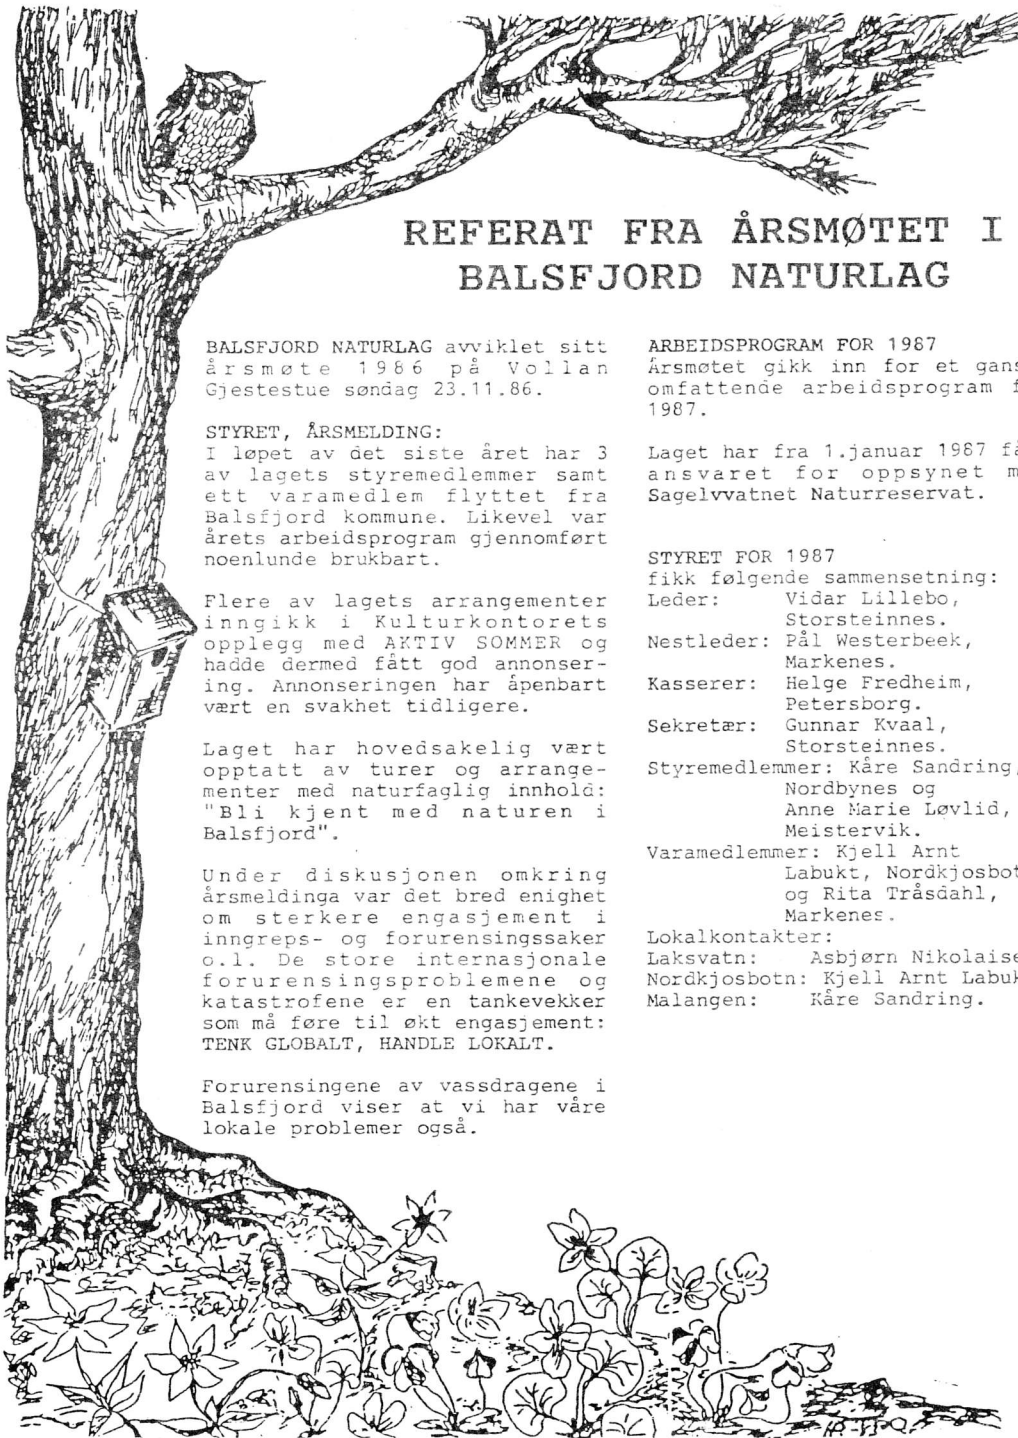 REFERAT FRA ÅRSMØTET I
BALSFJORD NATURLAG
BALSFJORD NATURLAG avviklet sitt
årsmøte 1986 på Vollan
Gjestestue søndag 23.11.86.
STYRET, ÅRSMELDING:
I løpet av det siste året har 3
av lagets styremedlemmer samt
ett varamedlem flyttet fra
Balsfjord kommune. Likevel var
årets arbeidsprogram gjennomført
noenlunde brukbart.
Flere av lagets arrangementer
inngikk i Kulturkontorets
opplegg med AKTIV SOMMER og
hadde dermed fått god annonser-
ing. Annonseringen har åpenbart
vært en svakhet tidligere.
Laget har hovedsakelig vært
opptatt av turer og arrange-
menter med naturfaglig innhold:
"Bli kjent med naturen i
Balsfjord".
Under diskusjonen omkring
årsmeldinga var det bred enighet
om sterkere engasjement i
inngreps- og forurensingssaker
o.l. De store internasjonale
forurensingsproblemene og
katastrofene er en tankevekker
som må føre til økt engasjement:
TENK GLOBALT, HANDLE LOKALT.
Forurensingene av vassdragene i
Balsfjord viser at vi har våre
lokale problemer også.
ARBEIDSPROGRAM FOR 1987
Årsmøtet gikk inn for et gans
omfattende arbeidsprogram f
1987.
Laget har fra 1.januar 1987 få
ansvaret for oppsynet m
Sagelvvatnet Naturreservat.
STYRET FOR 1987
fikk følgende sammensetning:
Leder: Vidar Lillebo,
Storsteinnes.
Nestleder: Pål Westerbeek,
Markenes.
Kasserer: Helge Fredheim,
Petersborg.
Sekretær: Gunnar Kvaal,
Storsteinnes.
Styremedlemmer: Kåre Sandring,
Nordbynes og
Anne Marie Løvlid,
Meistervik.
Varamedlemmer: Kjell Arnt
Labukt, Nordkjosbot
og Rita Tråsdahl,
Markenes.
Lokalkontakter:
Laksvatn: Asbjørn Nikolaise
Nordkjosbotn: Kjell Arnt Labuk
Malangen: Kåre Sandring.